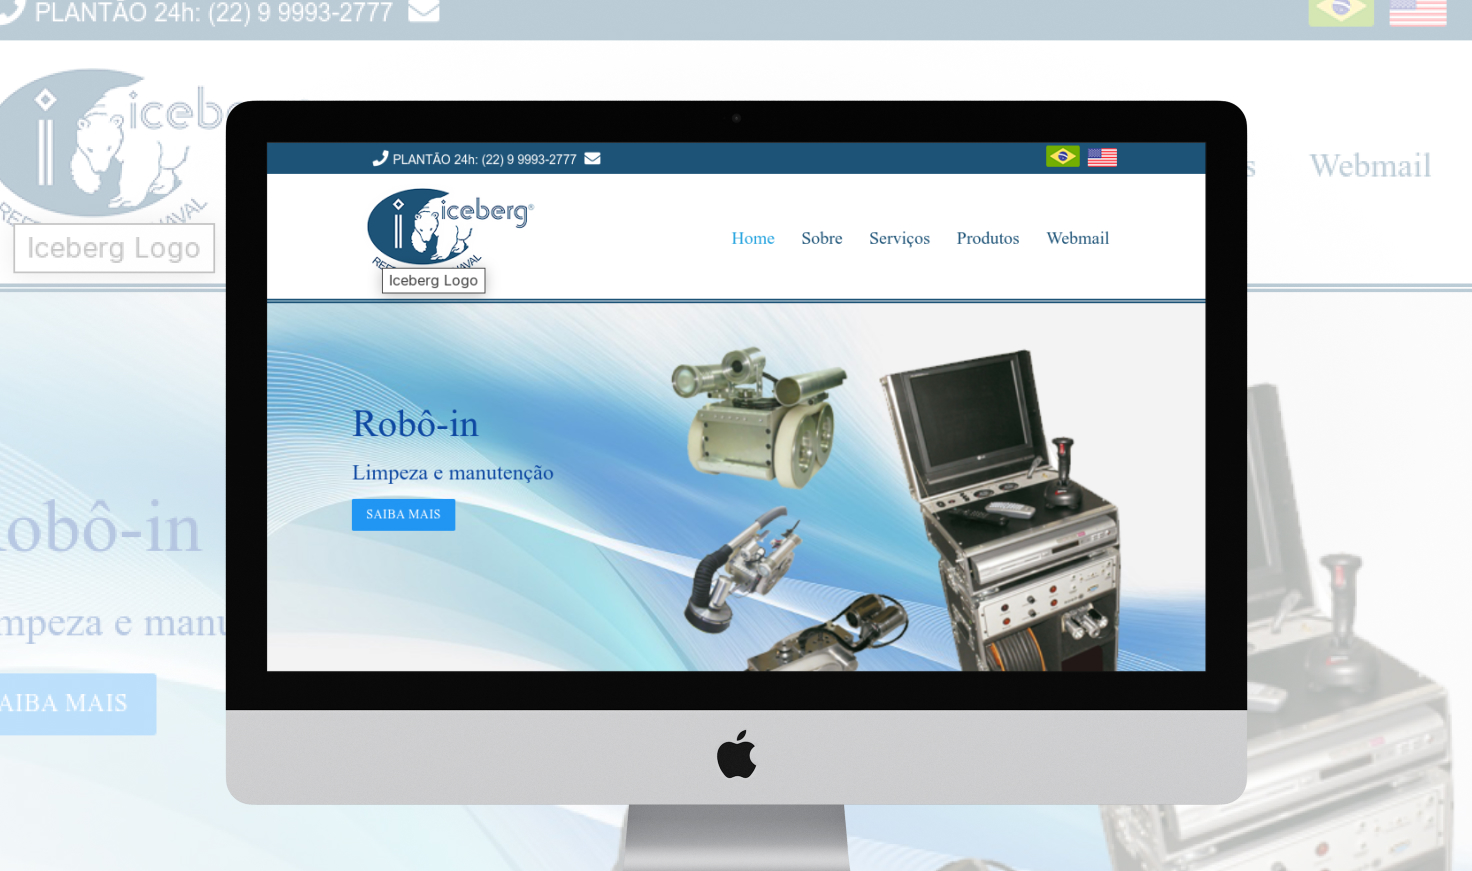 PLANTÃO 24h: (22) 9 9993-2777
iceb
Webmail
Iceberg Logo
obô-in
mpeza e manu
AIBA MAIS
PLANTÃO 24h: (22) 9 9993-2777
i iceberg®
Iceberg Logo
Home Sobre Serviços Produtos Webmail
Robô-in
Limpeza e manutenção
SAIBA MAIS